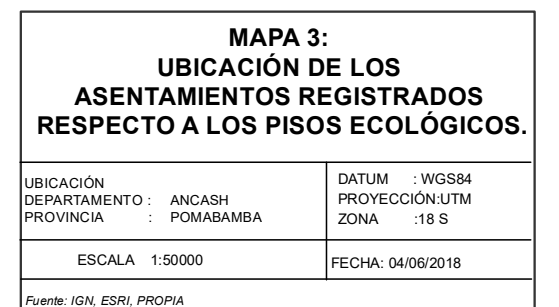 MAPA 3:
UBICACIÓN DE LOS
ASENTAMIENTOS REGISTRADOS
RESPECTO A LOS PISOS ECOLÓGICOS.
UBICACIÓN
DEPARTAMENTO : ANCASH
PROVINCIA : POMABAMBA
DATUM : WGS84
PROYECCIÓN:UTM
ZONA :18 S
ESCALA 1:50000
FECHA: 04/06/2018
Fuente: IGN, ESRI, PROPIA